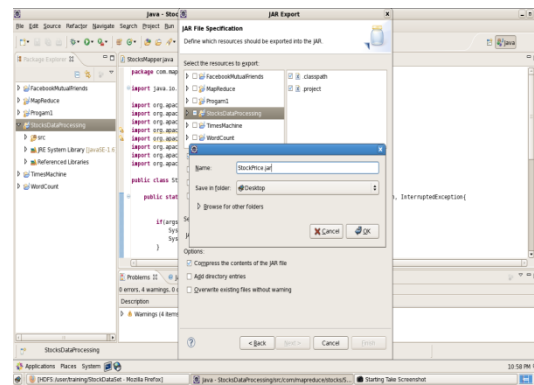 Java - Stoc
JAR Export
File Edit Source Refactor Navigate Search Project Run
JAR File Specification
Define which resources should be exported into the JAR.
Java
Package Explorer
StocksMapper.java
Select the resources to export:
package com.map
FacebookMutualFriends
MapReduce
Progam1
StocksDataProcessing
TimesMachine
WordCount
.classpath
.project
import java.io.
import org.apac
import org.apac
import org.apac
import org.apac
import org.apac
import org.apac
FacebookMutualFriends
MapReduce
Progam1
StocksDataProcessing
src
JRE System Library [JavaSE-1.6
Referenced Libraries
TimesMachine
WordCount
public class St
public stat
, InterruptedException{
if(args
Sys
Sys
}
Name:
StockPrice.jar
Save in folder:
Desktop
Browse for other folders
Cancel
OK
Options:
Compress the contents of the JAR file
Add directory entries
Overwrite existing files without warning
Problems
0 errors, 4 warnings, 0 o
Description
Warnings (4 items
< Back
Next >
Cancel
Finish
StocksDataProcessing
Applications Places System
10:58 PM
[HDFS:/user/training/StockDataSet - Mozilla Firefox]
Java - StocksDataProcessing/src/com/mapreduce/stocks/S...
Starting Take Screenshot